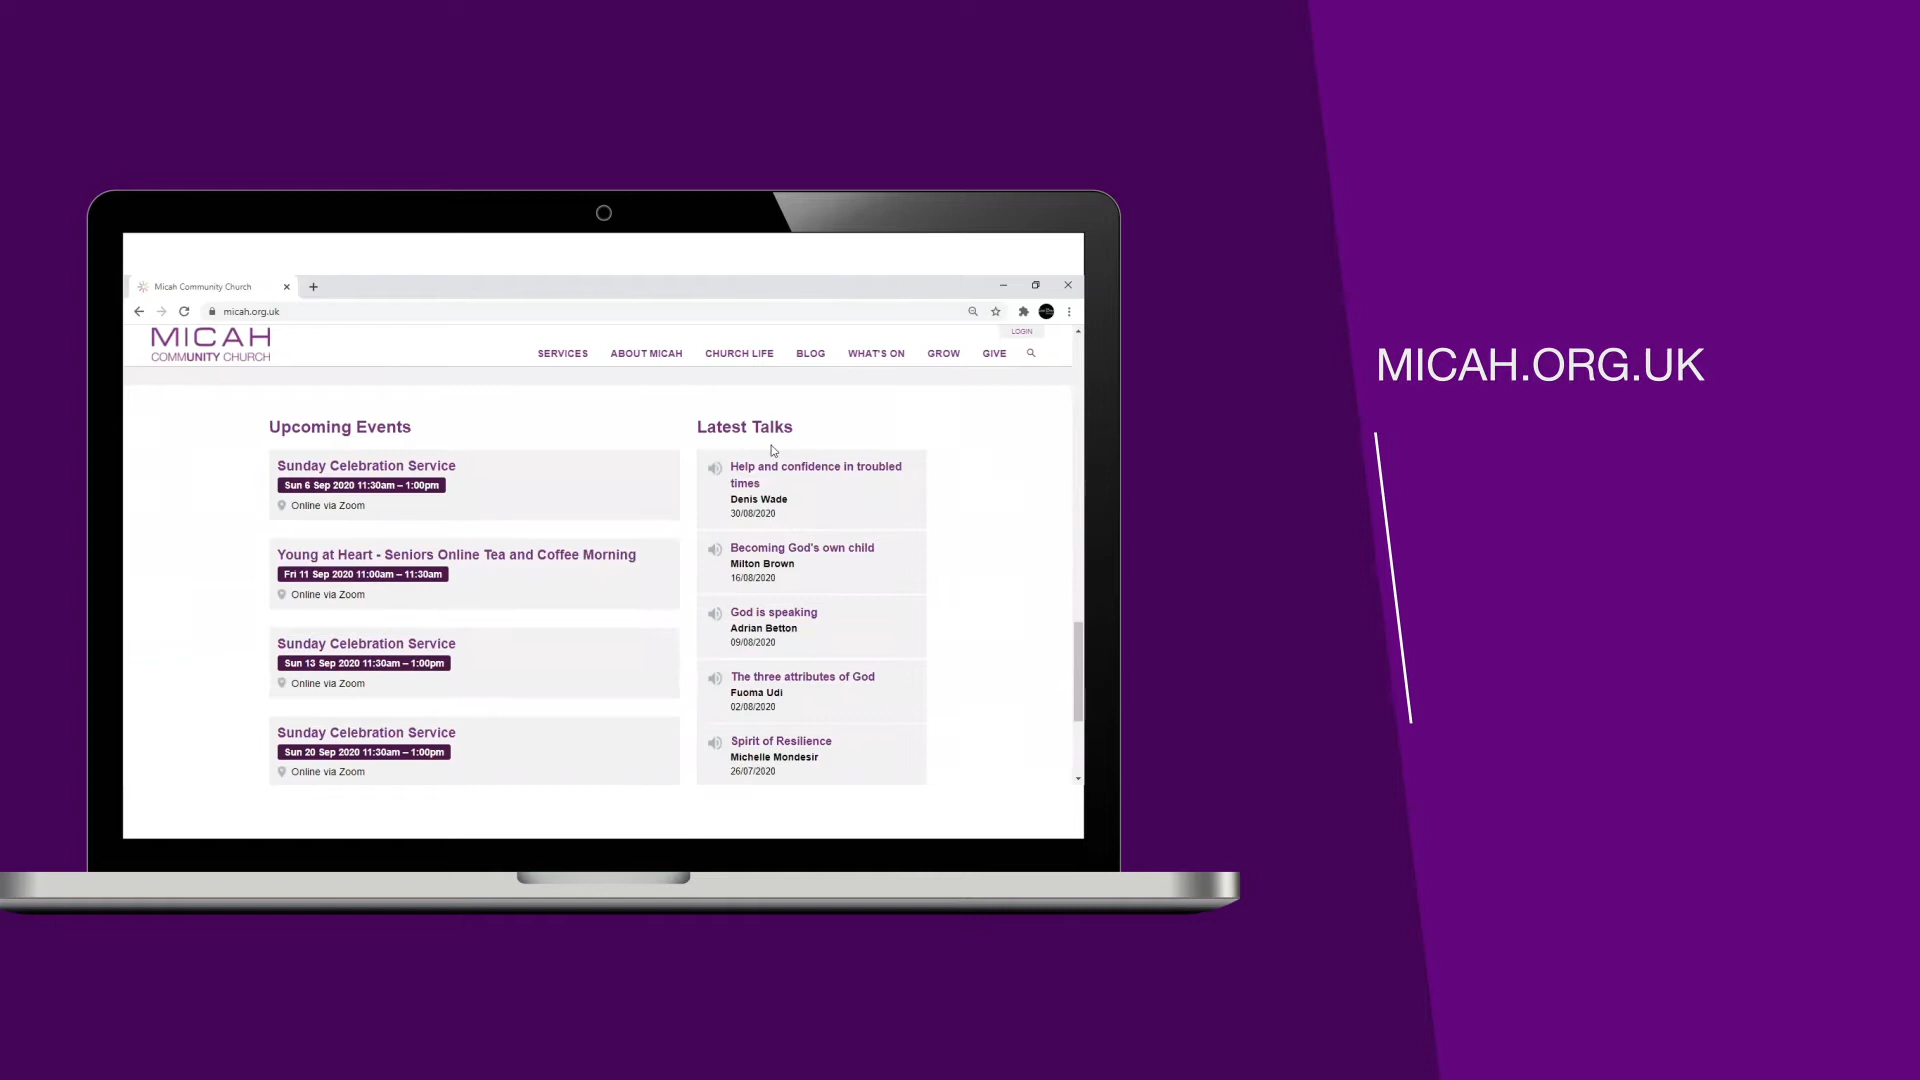 Micah Community Church
micah.org.uk
LOGIN
MICAH
COMMUNITY CHURCH
SERVICES ABOUT MICAH CHURCH LIFE BLOG WHAT'S ON GROW GIVE
Upcoming Events
Sunday Celebration Service
Sun 6 Sep 2020 11:30am – 1:00pm
Online via Zoom
Young at Heart - Seniors Online Tea and Coffee Morning
Fri 11 Sep 2020 11:00am – 11:30am
Online via Zoom
Sunday Celebration Service
Sun 13 Sep 2020 11:30am – 1:00pm
Online via Zoom
Sunday Celebration Service
Sun 20 Sep 2020 11:30am – 1:00pm
Online via Zoom
Latest Talks
Help and confidence in troubled
times
Denis Wade
30/08/2020
Becoming God's own child
Milton Brown
16/08/2020
God is speaking
Adrian Betton
09/08/2020
The three attributes of God
Fuoma Udi
02/08/2020
Spirit of Resilience
Michelle Mondesir
26/07/2020
MICAH.ORG.UK